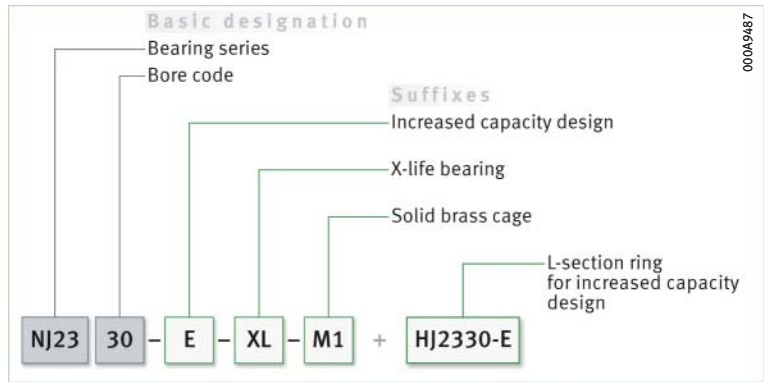 Basic designation
Bearing series
Bore code
Suffixes
Increased capacity design
X-life bearing
Solid brass cage
L-section ring
for increased capacity
design
NJ23 30 – E – XL – M1 + HJ2330-E
000A9487